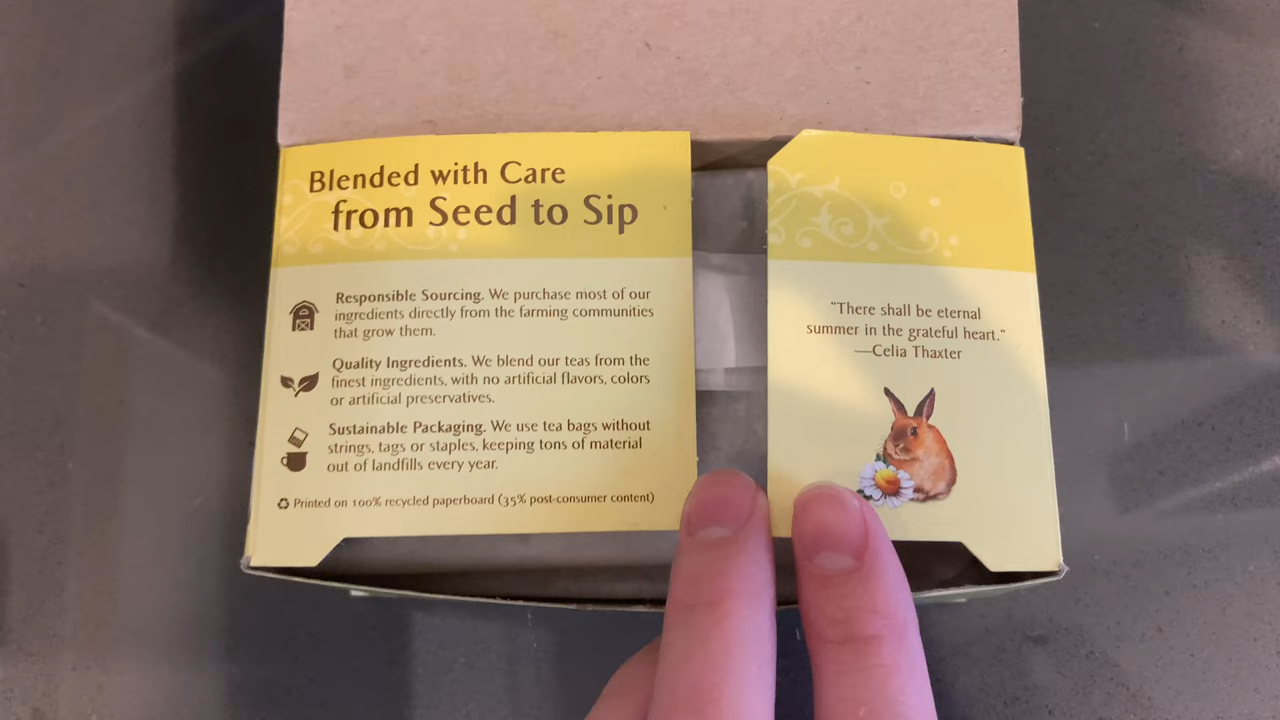 Blended with Care
from Seed to Sip
Responsible Sourcing. We purchase most of our
ingredients directly from the farming communities
that grow them.
Quality Ingredients. We blend our teas from the
finest ingredients, with no artificial flavors, colors
or artificial preservatives.
Sustainable Packaging. We use tea bags without
strings, tags or staples, keeping tons of material
out of landfills every year.
Printed on 100% recycled paperboard (35% post-consumer content)
"There shall be eternal
summer in the grateful heart."
—Celia Thaxter